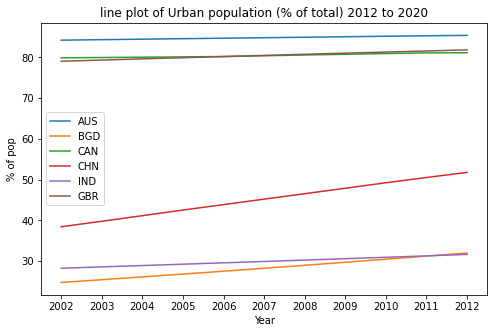 line plot of Urban population (% of total) 2012 to 2020
% of pop
80
70
60
50
40
30
AUS
BGD
CAN
CHN
IND
GBR
2002 2003 2004 2005 2006 2007 2008 2009 2010 2011 2012
Year